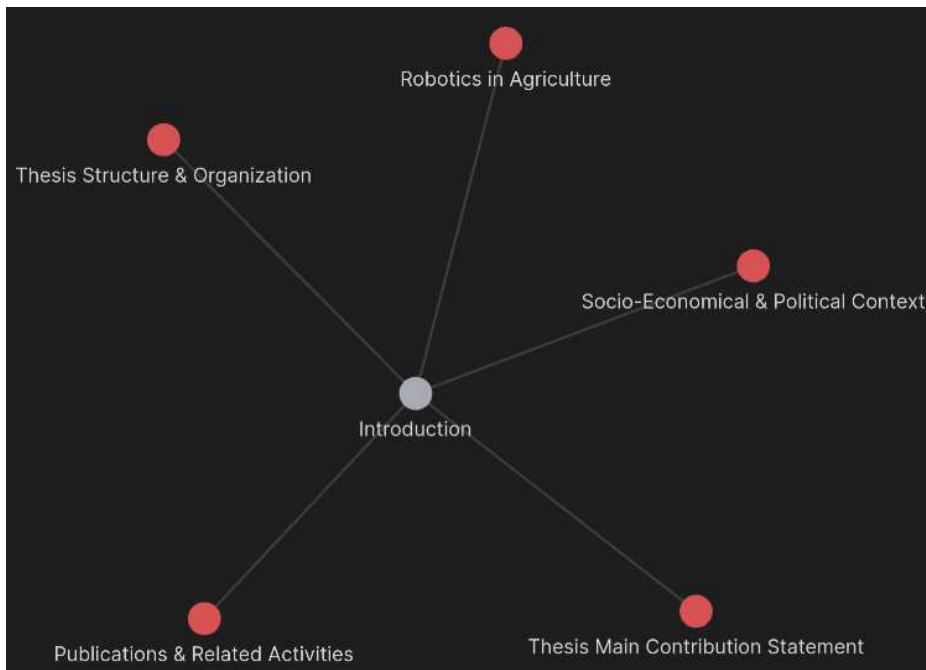 Robotics in Agriculture
Thesis Structure & Organization
Socio-Economical & Political Context
Introduction
Thesis Main Contribution Statement
Publications & Related Activities